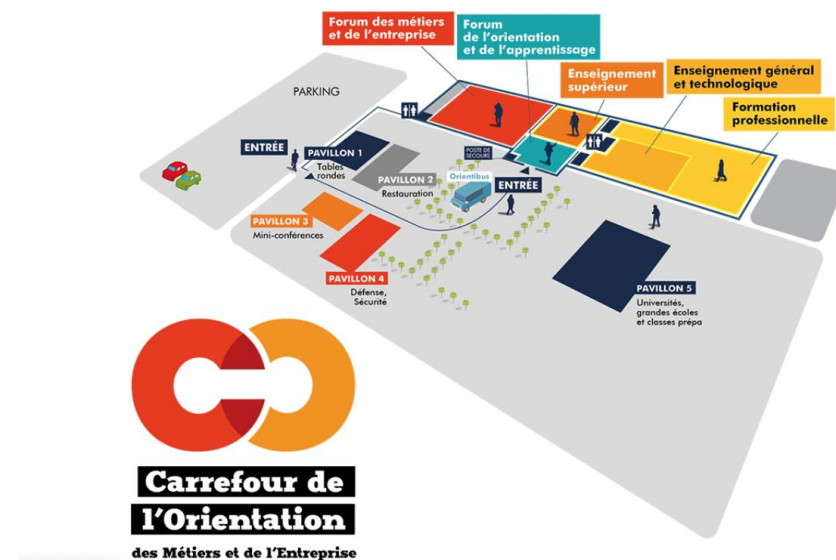 Forum des métiers
et de l'entreprise
Forum
de l'orientation
et de l'apprentissage
Enseignement
supérieur
Enseignement général
et technologique
Formation
professionnelle
PARKING
ENTRÉE
PAVILLON 1
Tables
rondes
PAVILLON 2
Restauration
POSTE DE
SECOURS
Orientibus
ENTRÉE
PAVILLON 3
Mini-conférences
PAVILLON 4
Défense,
Sécurité
PAVILLON 5
Universités,
grandes écoles
et classes prépa
Carrefour de
l'Orientation
des Métiers et de l'Entreprise